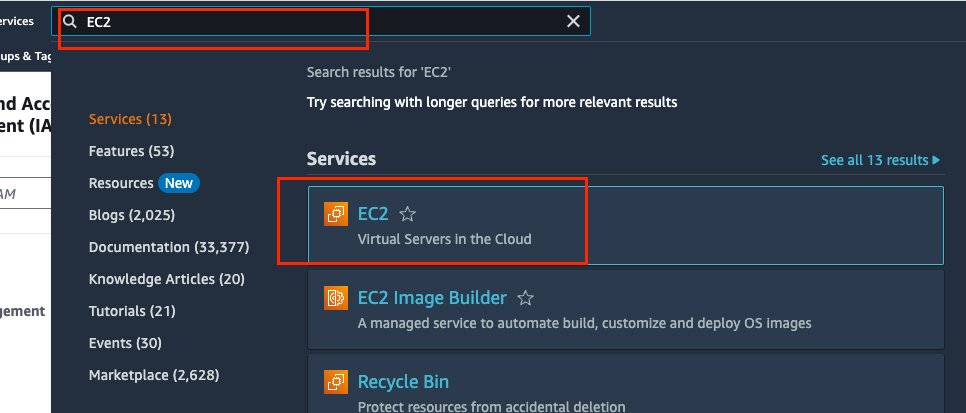 ervices
EC2
ups & Tag
nd Acc
ent (IA
AM
gement
Search results for 'EC2'
Try searching with longer queries for more relevant results
Services (13)
Features (53)
Resources New
Blogs (2,025)
Documentation (33,377)
Knowledge Articles (20)
Tutorials (21)
Events (30)
Marketplace (2,628)
Services
See all 13 results
EC2
Virtual Servers in the Cloud
EC2 Image Builder
A managed service to automate build, customize and deploy OS images
Recycle Bin
Protect resources from accidental deletion